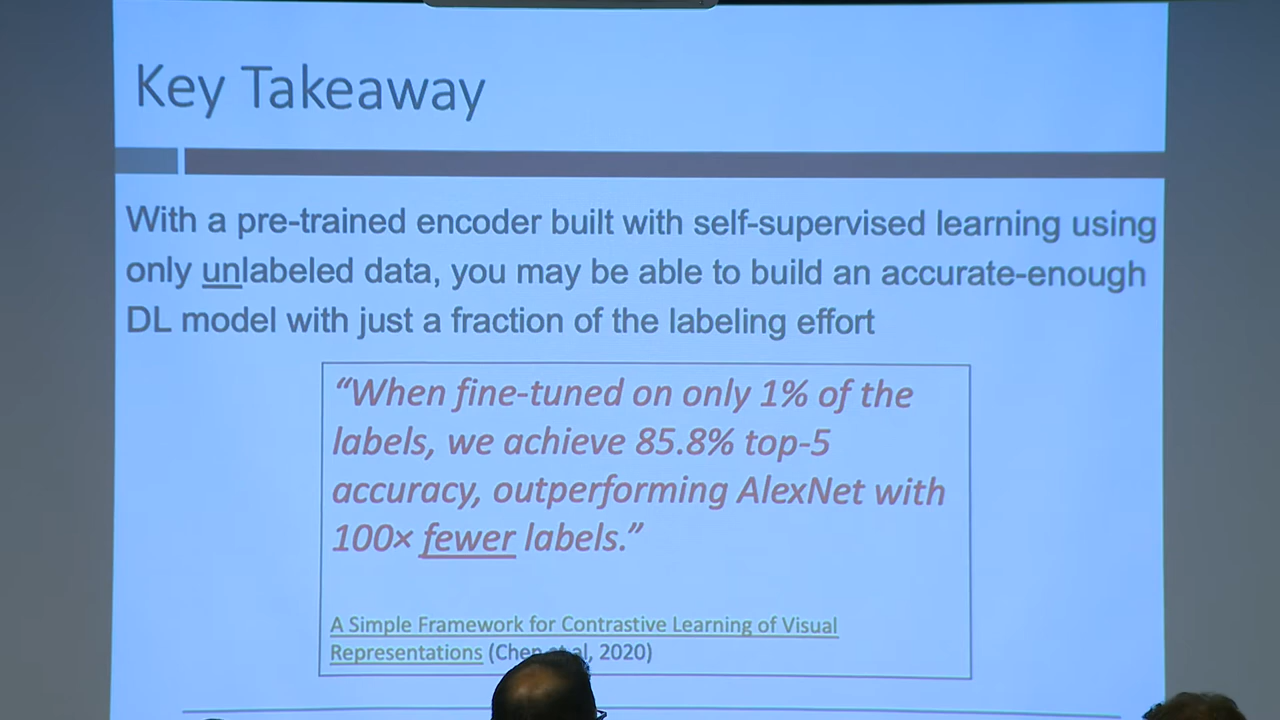 Key Takeaway
With a pre-trained encoder built with self-supervised learning using
only unlabeled data, you may be able to build an accurate-enough
DL model with just a fraction of the labeling effort
“When fine-tuned on only 1% of the
labels, we achieve 85.8% top-5
accuracy, outperforming AlexNet with
100× fewer labels.”
A Simple Framework for Contrastive Learning of Visual
Representations (Chen et al, 2020)